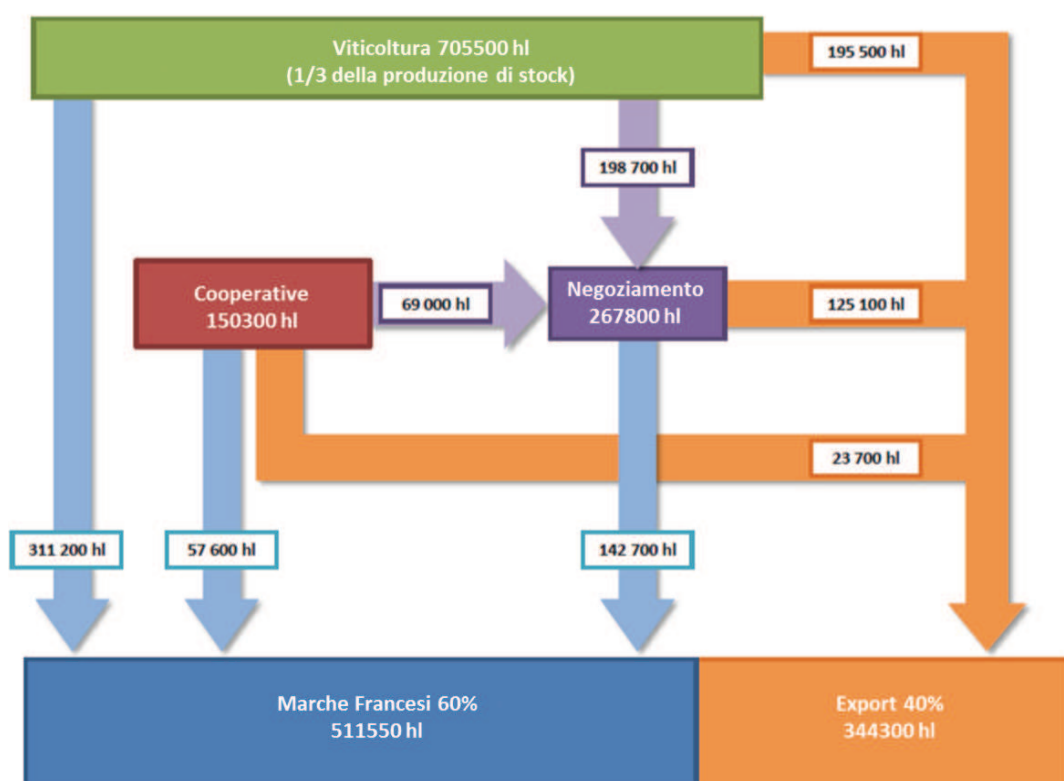 Viticoltura 705500 hl
(1/3 della produzione di stock)
195 500 hl
198 700 hl
Cooperative
150300 hl
69 000 hl
Negoziamento
267800 hl
125 100 hl
23 700 hl
311 200 hl
57 600 hl
142 700 hl
Marche Francesi 60%
511550 hl
Export 40%
344300 hl